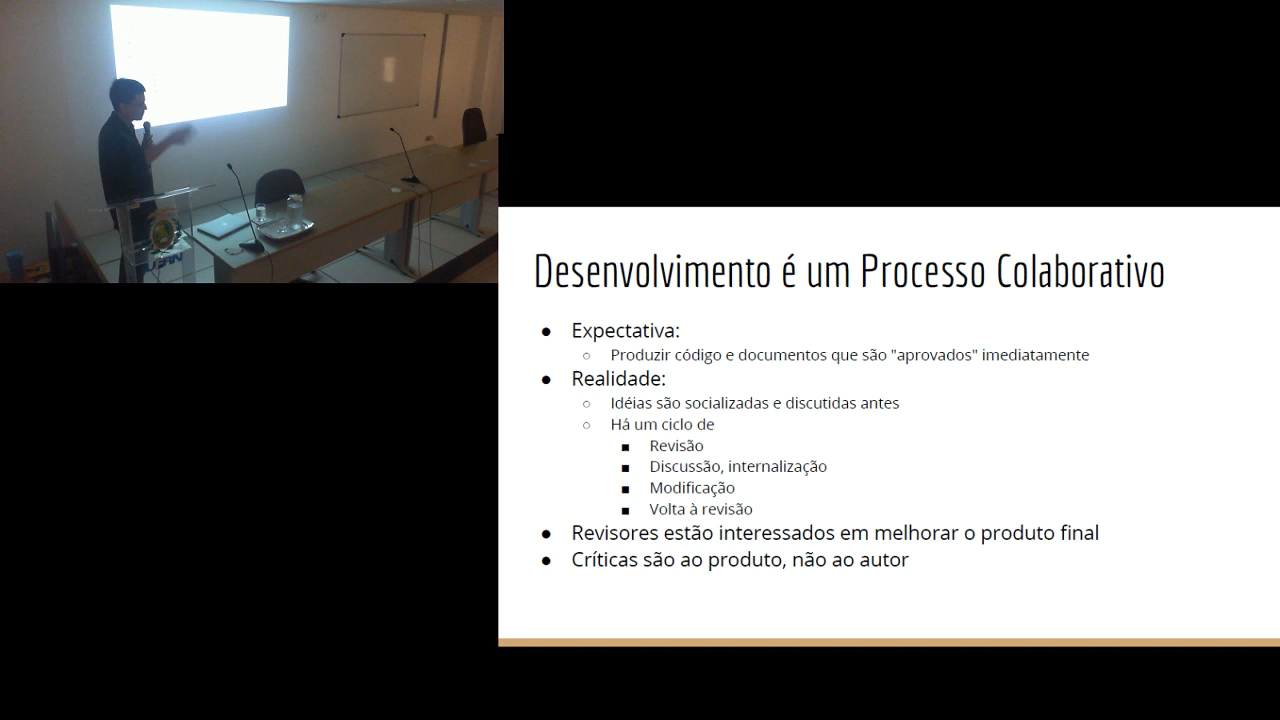 Desenvolvimento é um Processo Colaborativo
● Expectativa:
○ Produzir código e documentos que são "aprovados" imediatamente
● Realidade:
○ Idéias são socializadas e discutidas antes
○ Há um ciclo de
■ Revisão
■ Discussão, internalização
■ Modificação
■ Volta à revisão
● Revisores estão interessados em melhorar o produto final
● Críticas são ao produto, não ao autor